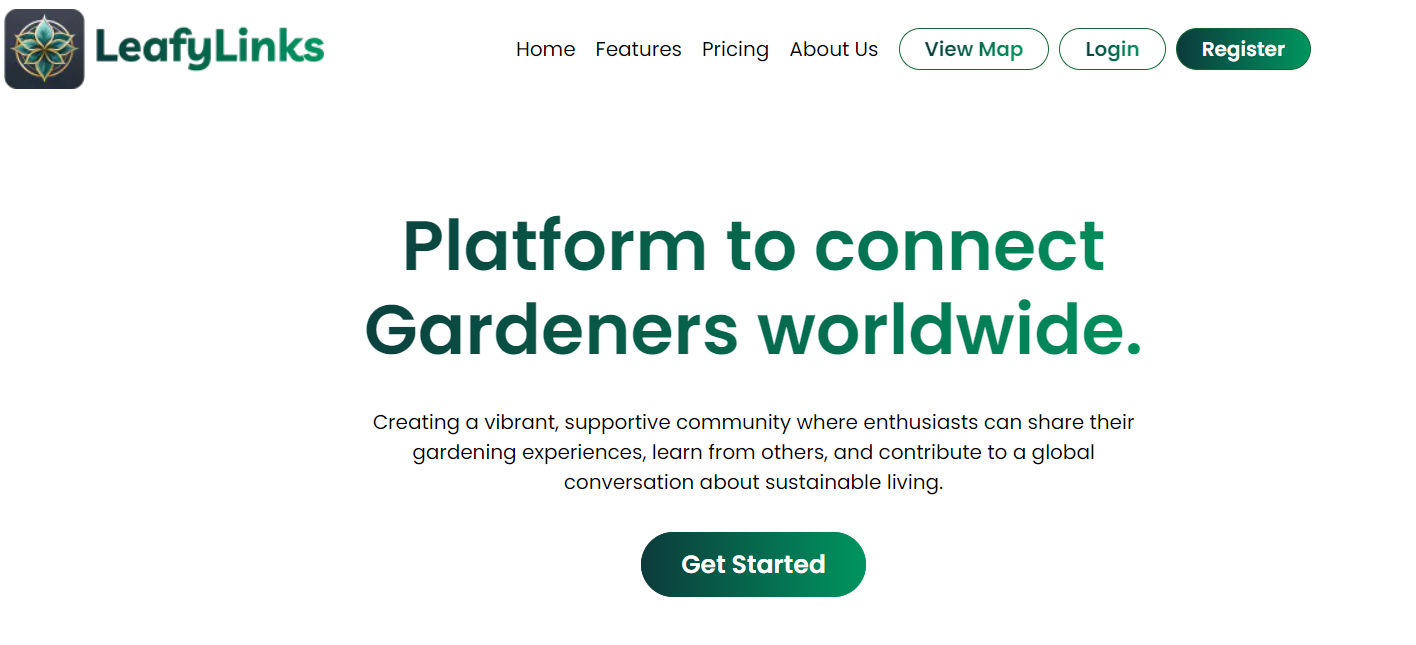 LeafyLinks
Home Features Pricing About Us View Map Login Register
Platform to connect
Gardeners worldwide.
Creating a vibrant, supportive community where enthusiasts can share their
gardening experiences, learn from others, and contribute to a global
conversation about sustainable living.
Get Started